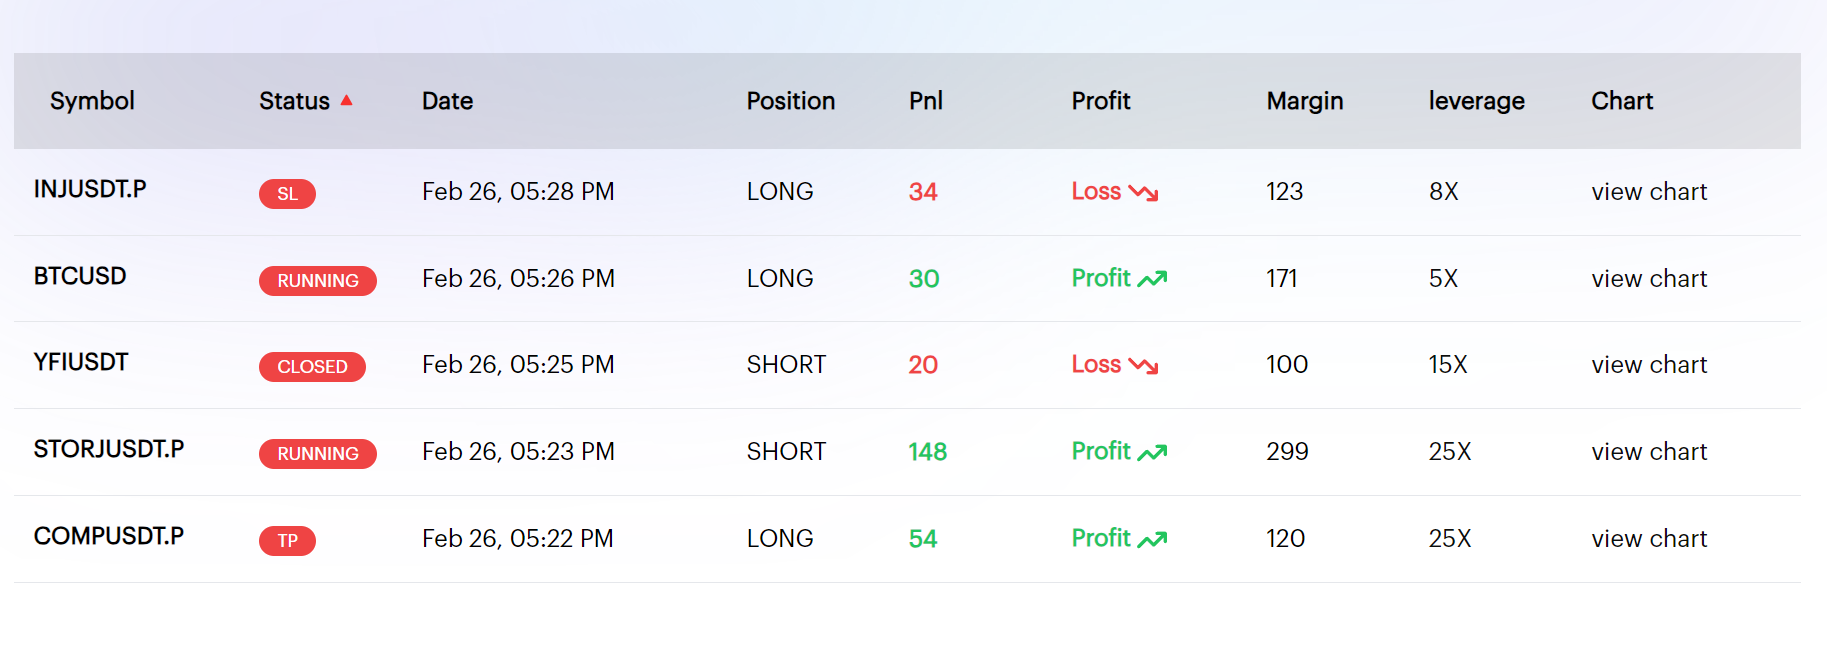 Symbol Status Date Position Pnl Profit Margin leverage Chart
INJUSDT.P SL Feb 26, 05:28 PM LONG 34 Loss 123 8X view chart
BTCUSD RUNNING Feb 26, 05:26 PM LONG 30 Profit 171 5X view chart
YFIUSDT CLOSED Feb 26, 05:25 PM SHORT 20 Loss 100 15X view chart
STORJUSDT.P RUNNING Feb 26, 05:23 PM SHORT 148 Profit 299 25X view chart
COMPUSDT.P TP Feb 26, 05:22 PM LONG 54 Profit 120 25X view chart